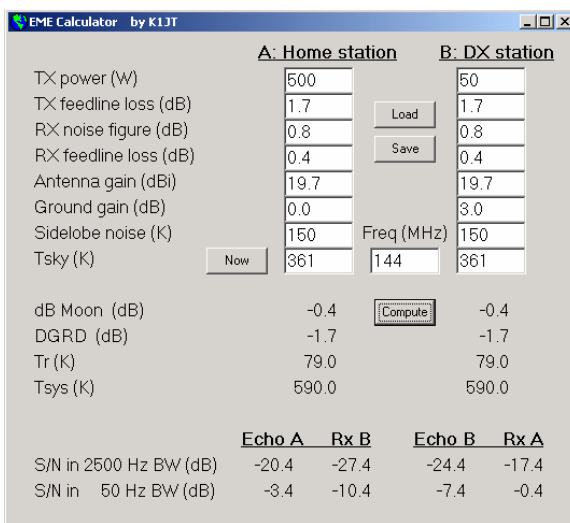 EME Calculator by K1JT
A: Home station B: DX station
TX power (W) 500 50
TX feedline loss (dB) 1.7 Load 1.7
RX noise figure (dB) 0.8 0.8
RX feedline loss (dB) 0.4 Save 0.4
Antenna gain (dBi) 19.7 19.7
Ground gain (dB) 0.0 3.0
Sidelobe noise (K) 150 Freq (MHz) 150
Tsky (K) Now 361 144 361
dB Moon (dB) -0.4 Compute -0.4
DGRD (dB) -1.7 -1.7
Tr (K) 79.0 79.0
Tsys (K) 590.0 590.0
Echo A Rx B Echo B Rx A
S/N in 2500 Hz BW (dB) -20.4 -27.4 -24.4 -17.4
S/N in 50 Hz BW (dB) -3.4 -10.4 -7.4 -0.4